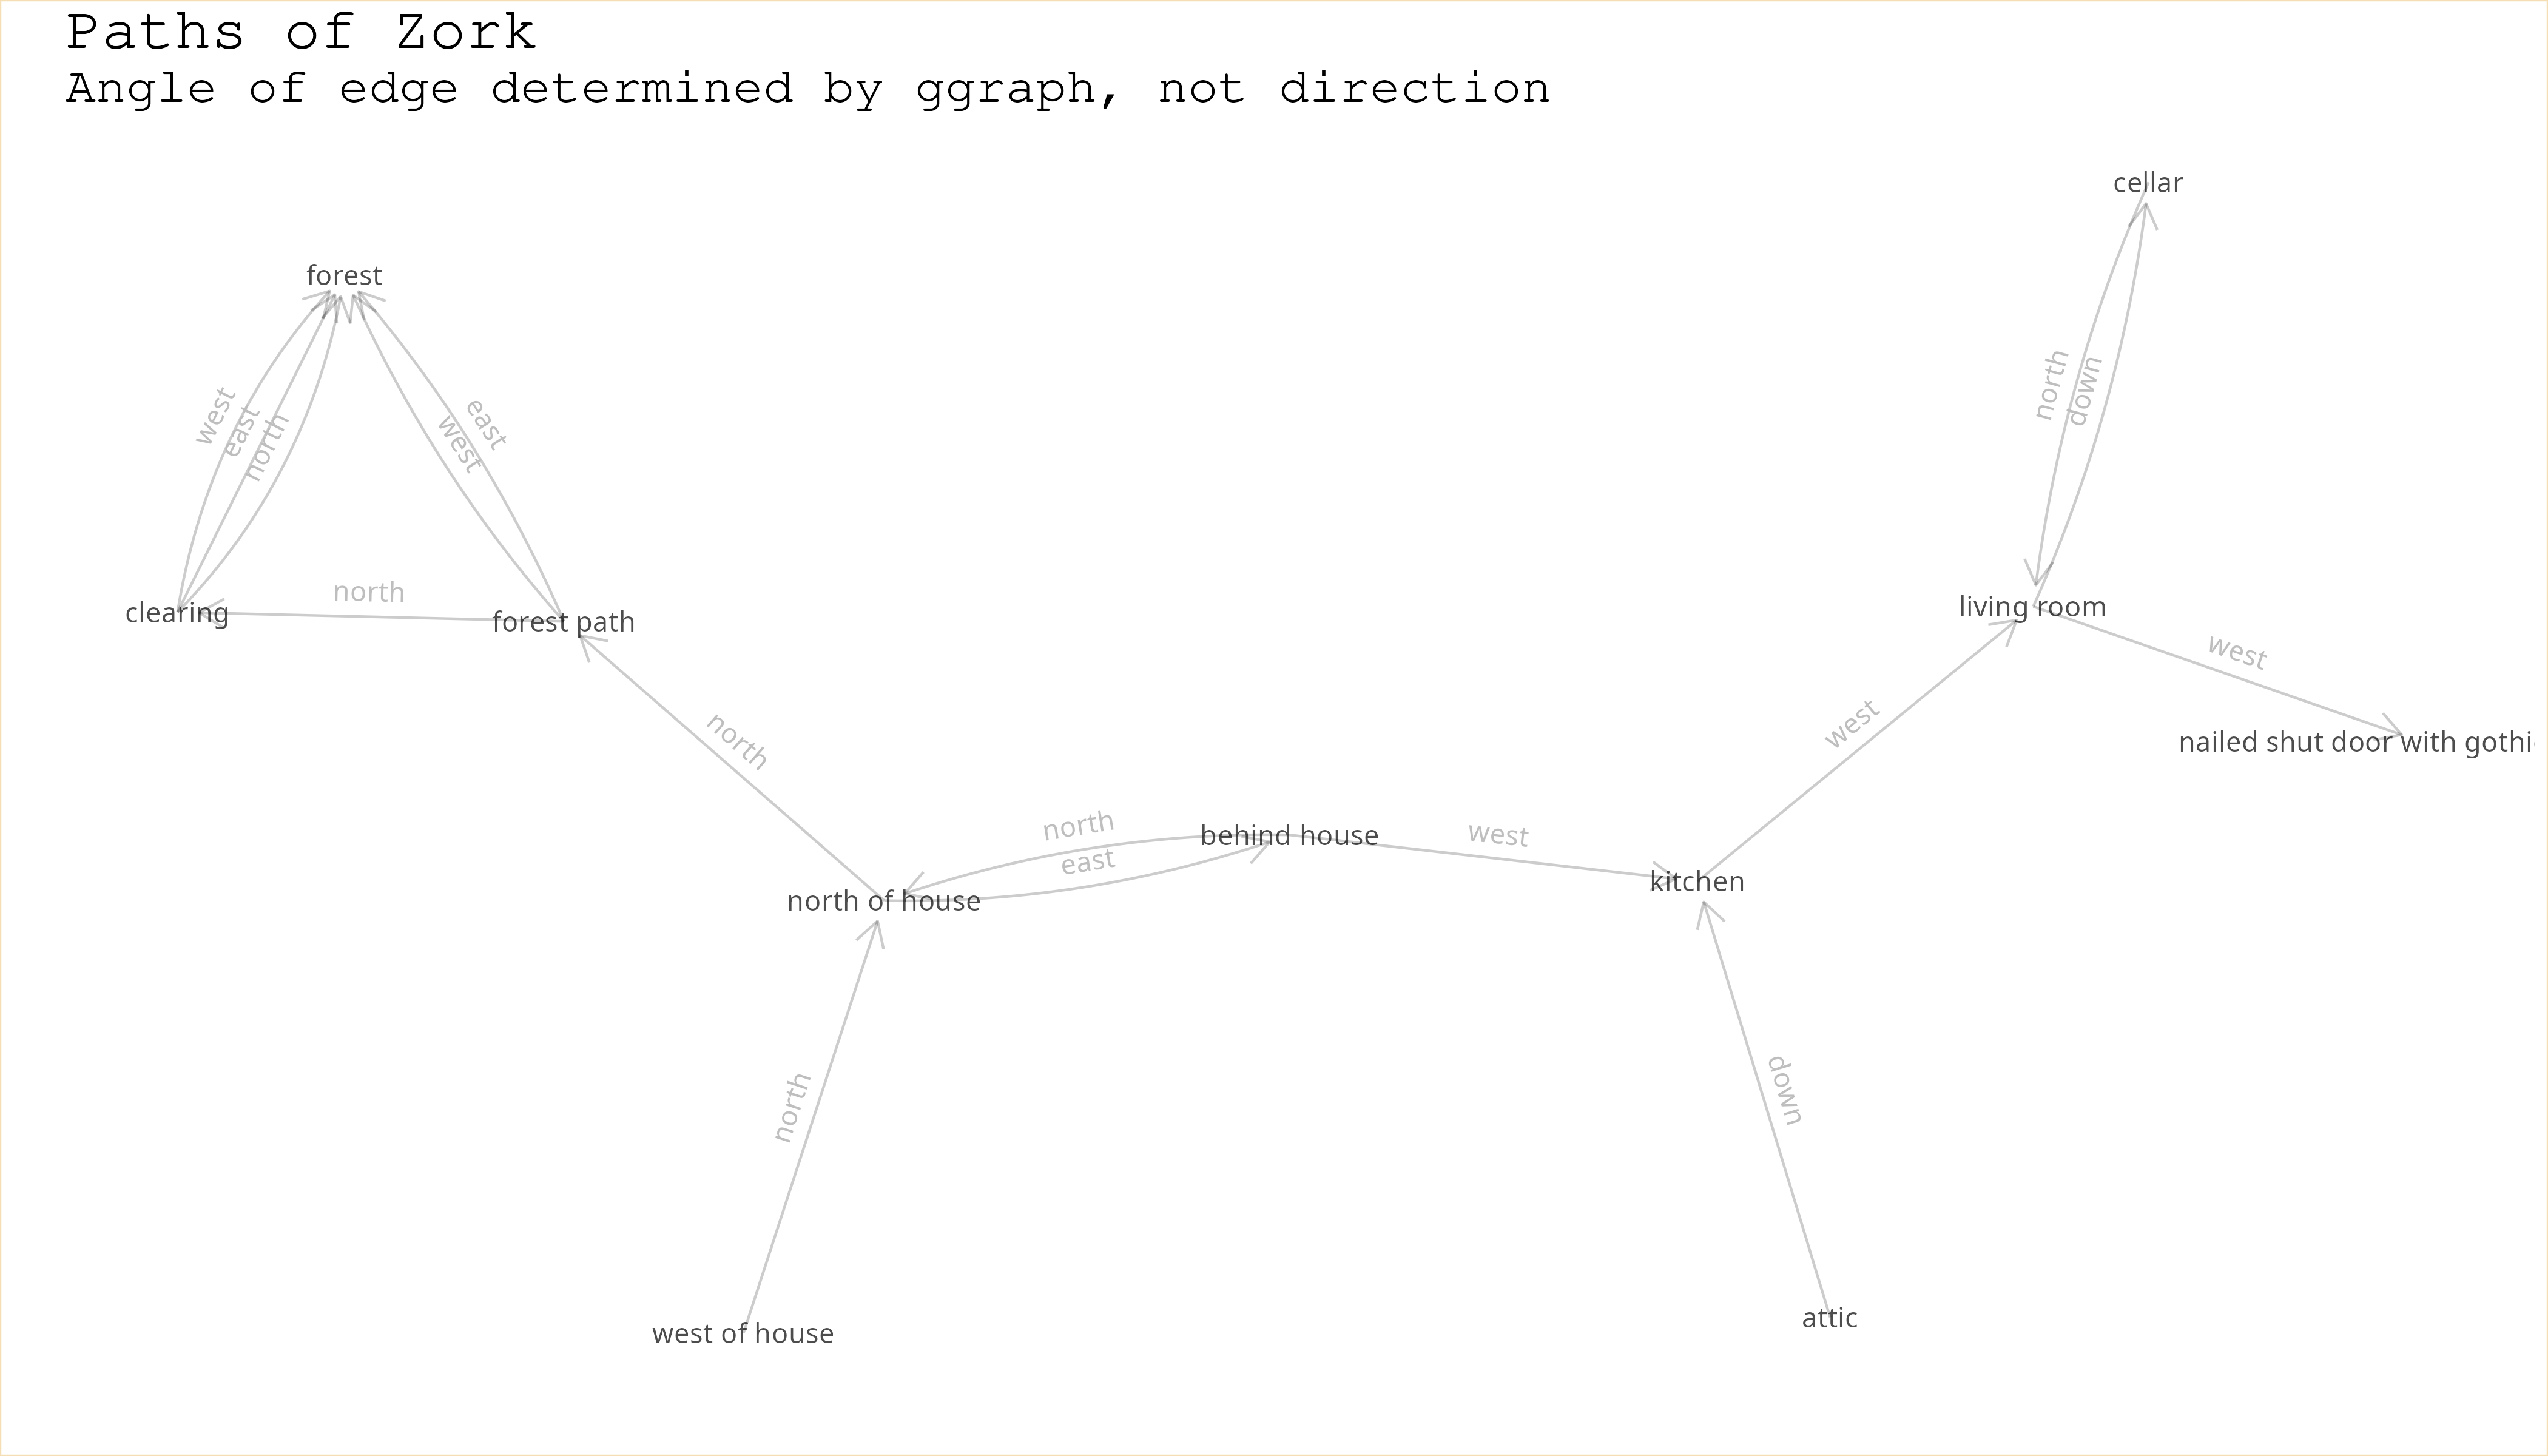 Paths of Zork
Angle of edge determined by ggraph, not direction
cellar
forest
north
down
west
east
north
east
west
north
clearing
forest path
living room
west
north
west
nailed shut door with gothi
north
behind house
west
east
kitchen
north of house
north
down
attic
west of house